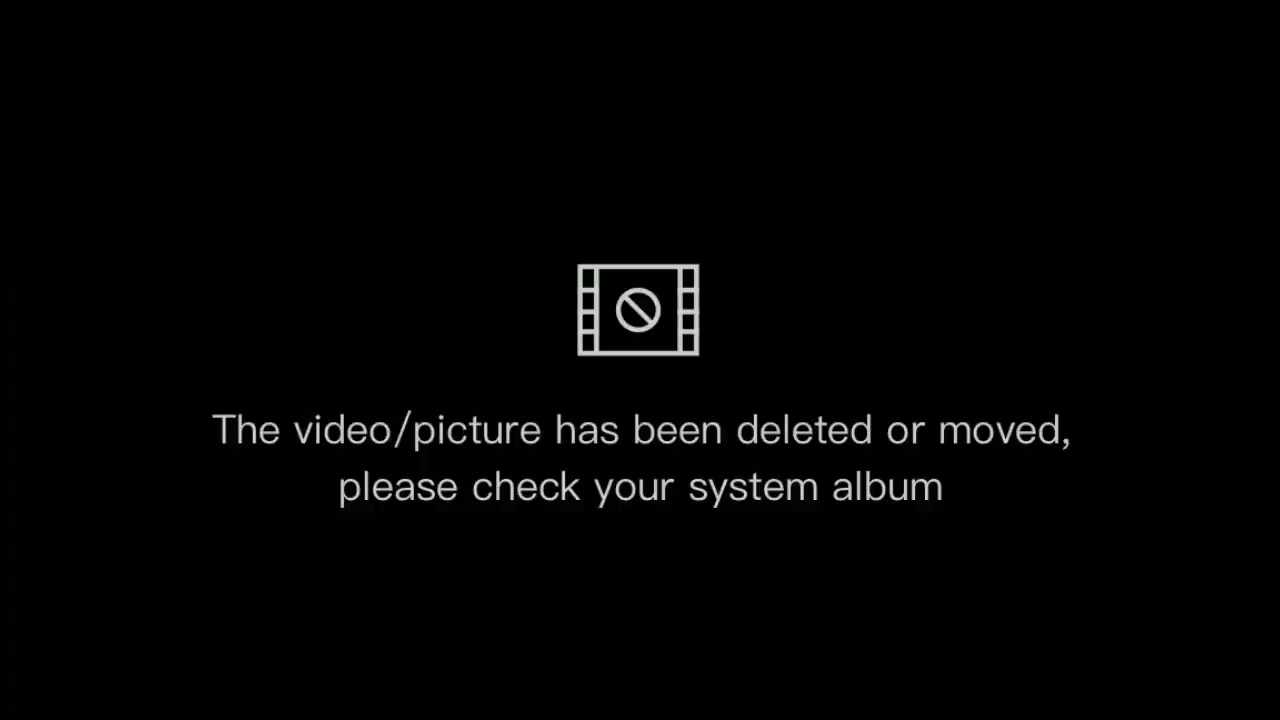 The video/picture has been deleted or moved,
please check your system album